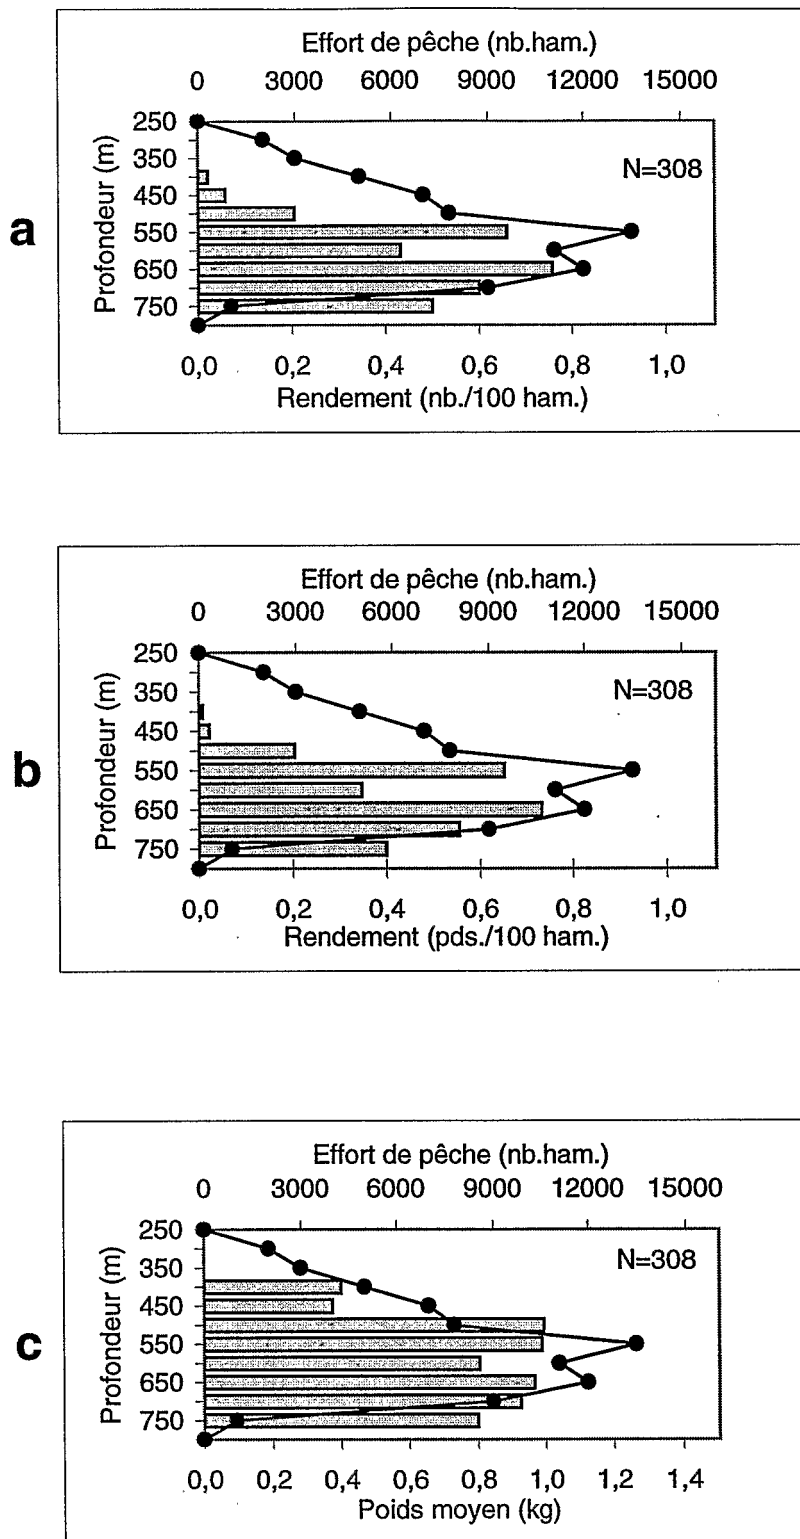 a
Effort de pêche (nb.ham.)
0 3000 6000 9000 12000 15000
Profondeur (m)
250
350
450
550
650
750
N=308
0,0 0,2 0,4 0,6 0,8 1,0
Rendement (nb./100 ham.)
b
Effort de pêche (nb.ham.)
0 3000 6000 9000 12000 15000
Profondeur (m)
250
350
450
550
650
750
N=308
0,0 0,2 0,4 0,6 0,8 1,0
Rendement (pds./100 ham.)
c
Effort de pêche (nb.ham.)
0 3000 6000 9000 12000 15000
Profondeur (m)
250
350
450
550
650
750
N=308
0,0 0,2 0,4 0,6 0,8 1,0 1,2 1,4
Poids moyen (kg)